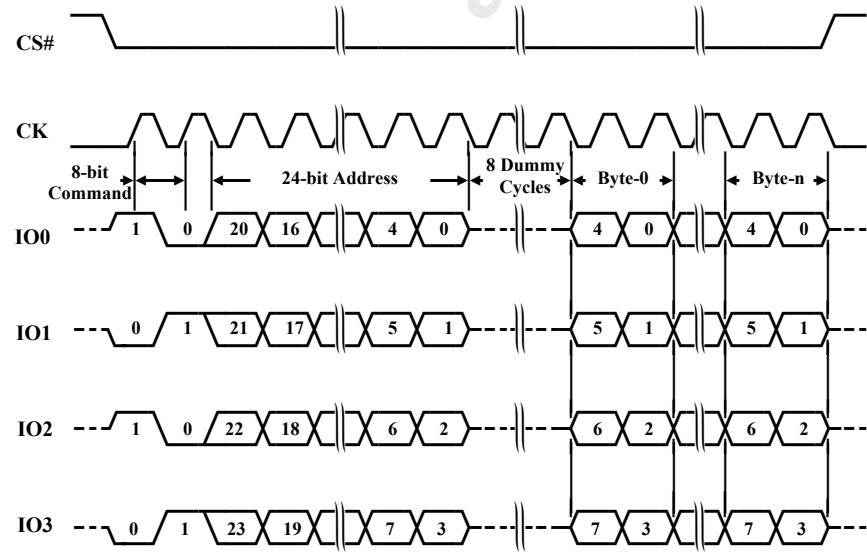 CS#
CK
8-bit Command
24-bit Address
8 Dummy Cycles
Byte-0
Byte-n
IO0 1 0 20 16 4 0 4 0 4 0
IO1 0 1 21 17 5 1 5 1 5 1
IO2 1 0 22 18 6 2 6 2 6 2
IO3 0 1 23 19 7 3 7 3 7 3